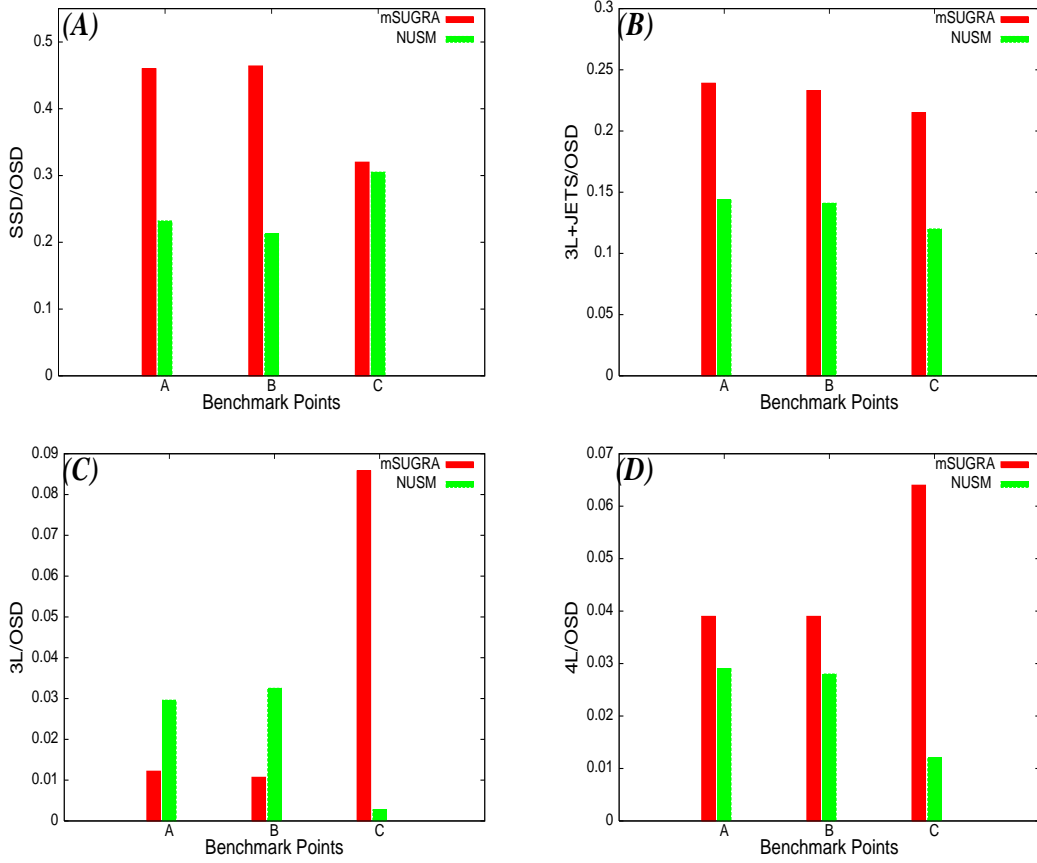 (A)
mSUGRA
NUSM
0.5
0.4
0.3
0.2
0.1
0
SSD/OSD
A B C
Benchmark Points
(B)
mSUGRA
NUSM
0.3
0.25
0.2
0.15
0.1
0.05
0
3L+JETS/OSD
A B C
Benchmark Points
(C)
mSUGRA
NUSM
0.09
0.08
0.07
0.06
0.05
0.04
0.03
0.02
0.01
0
3L/OSD
A B C
Benchmark Points
(D)
mSUGRA
NUSM
0.07
0.06
0.05
0.04
0.03
0.02
0.01
0
4L/OSD
A B C
Benchmark Points